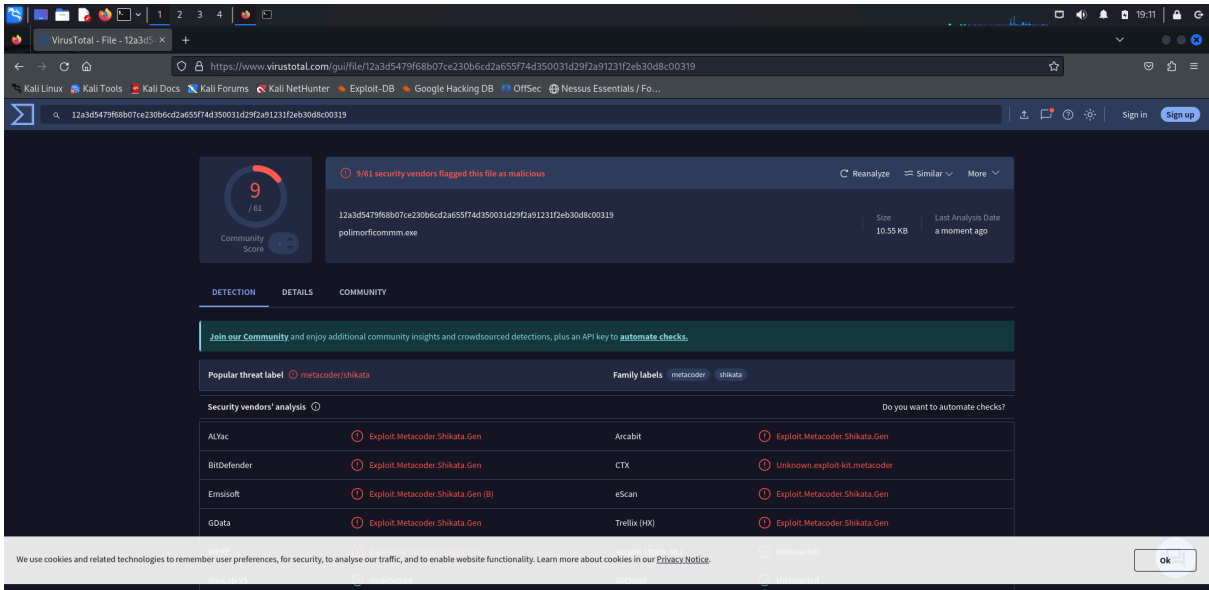 1 2 3 4 19:11
VirusTotal - File - 12a3d5 × +
https://www.virustotal.com/gui/file/12a3d5479f68b07ce230b6cd2a655f74d350031d29f2a91231f2eb30d8c00319
Kali Linux Kali Tools Kali Docs Kali Forums Kali NetHunter Exploit-DB Google Hacking DB OffSec Nessus Essentials / Fo...
12a3d5479f68b07ce230b6cd2a655f74d350031d29f2a91231f2eb30d8c00319 Sign in Sign up
9 / 61
Community Score
9/61 security vendors flagged this file as malicious Reanalyze Similar More
12a3d5479f68b07ce230b6cd2a655f74d350031d29f2a91231f2eb30d8c00319
polimorficommm.exe
Size Last Analysis Date
10.55 KB a moment ago
DETECTION DETAILS COMMUNITY
Join our Community and enjoy additional community insights and crowdsourced detections, plus an API key to automate checks.
Popular threat label metacoder/shikata Family labels metacoder shikata
Security vendors' analysis Do you want to automate checks?
ALYac Exploit.Metacoder.Shikata.Gen Arcabit Exploit.Metacoder.Shikata.Gen
BitDefender Exploit.Metacoder.Shikata.Gen CTX Unknown.exploit-kit.metacoder
Emsisoft Exploit.Metacoder.Shikata.Gen (B) eScan Exploit.Metacoder.Shikata.Gen
GData Exploit.Metacoder.Shikata.Gen Trellix (HX) Exploit.Metacoder.Shikata.Gen
Undetected
We use cookies and related technologies to remember user preferences, for security, to analyse our traffic, and to enable website functionality. Learn more about cookies in our Privacy Notice. Ok
Undetected Undetected